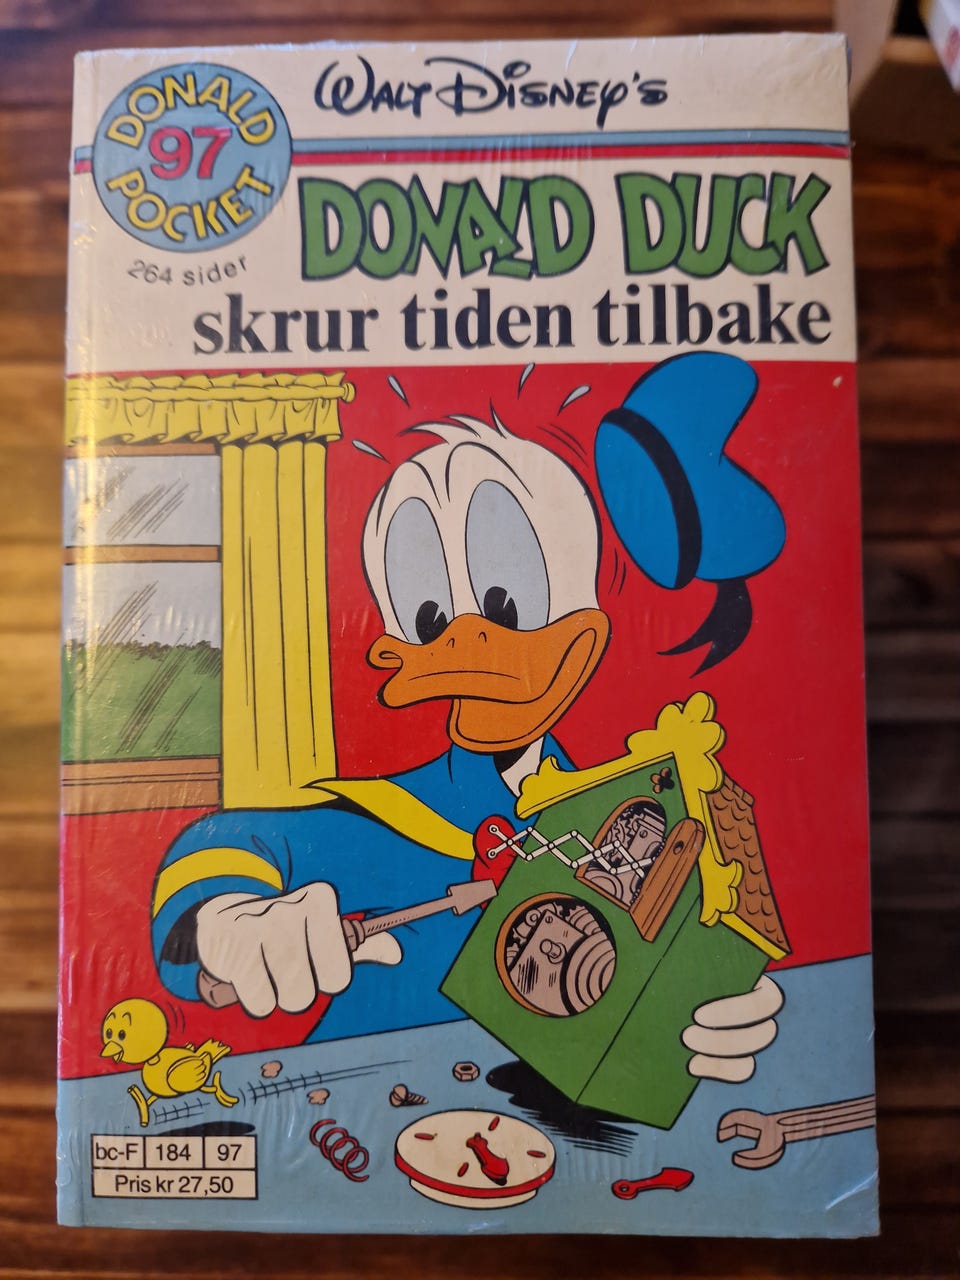 DONALD
97
POCKET
WALT DISNEY'S
264 sider
DONALD DUCK
skrur tiden tilbake
bc-F 184 97
Pris kr 27,50